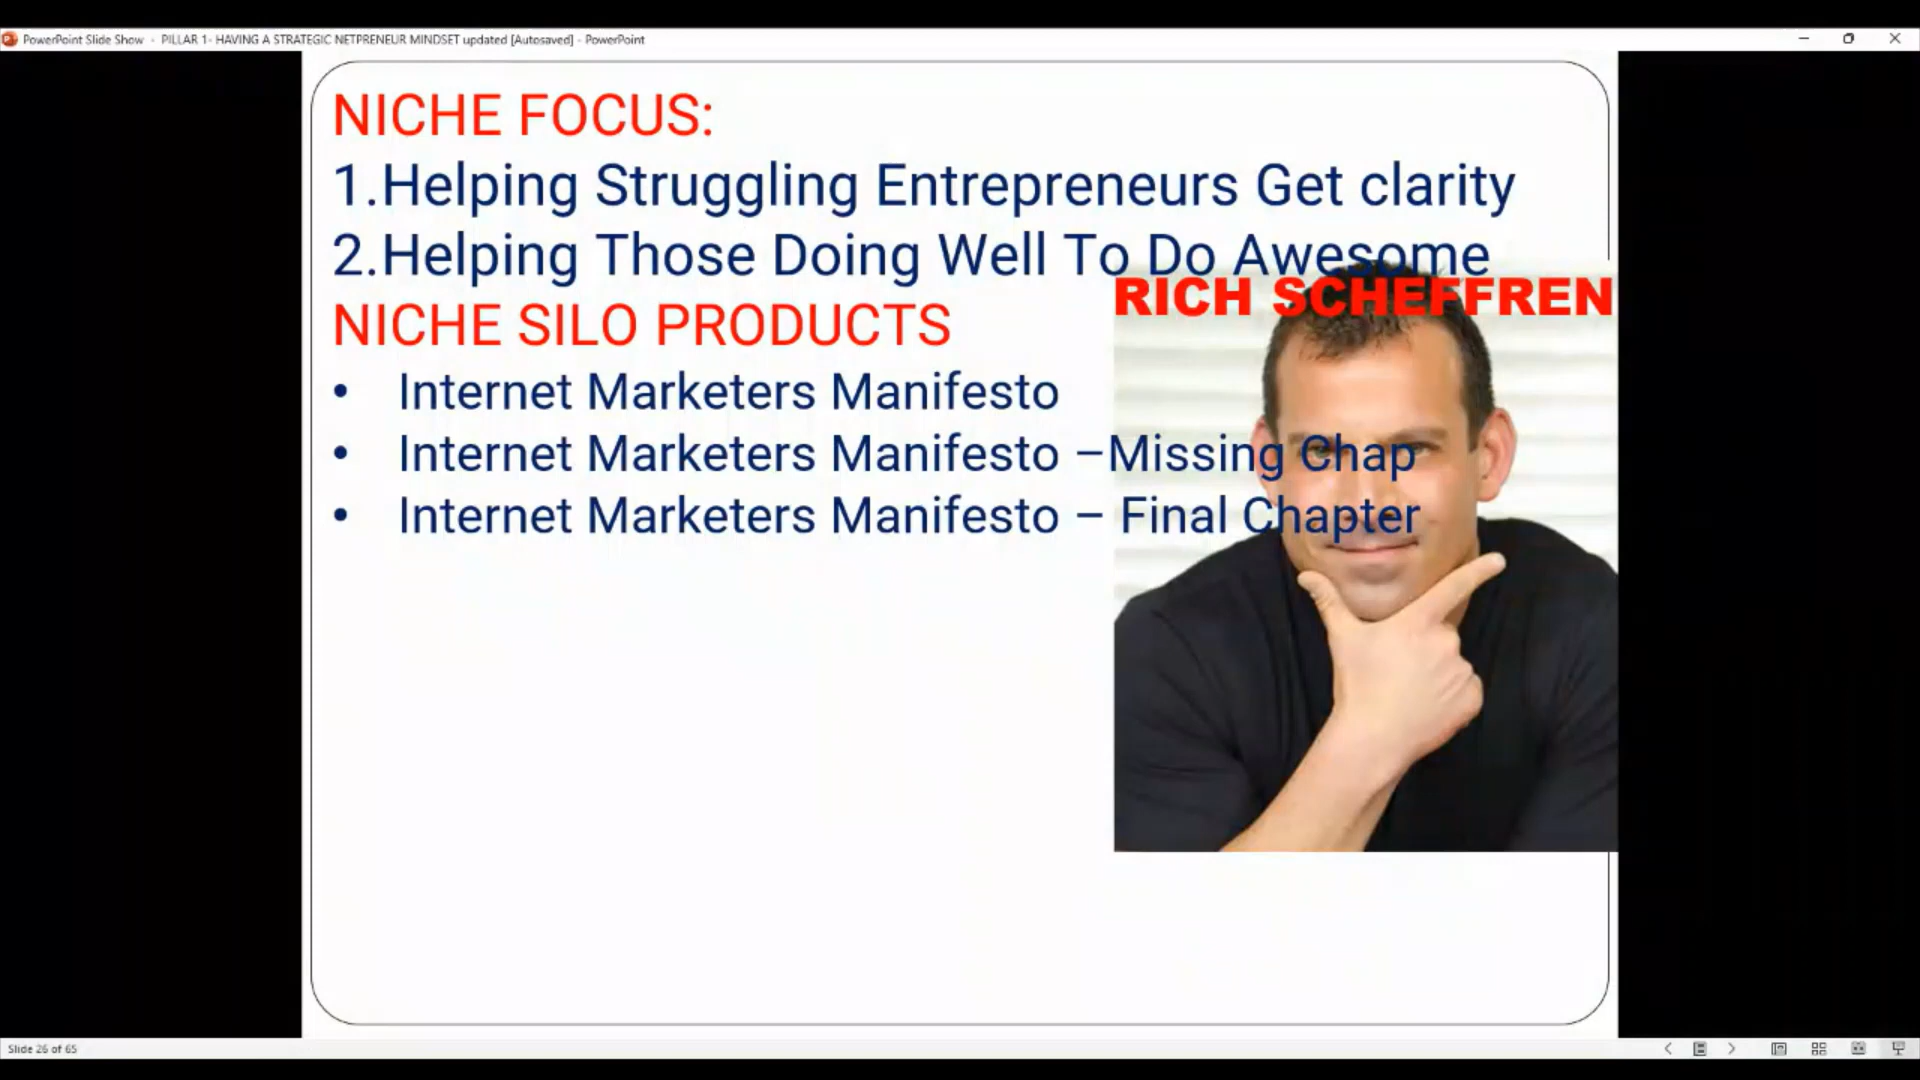 PowerPoint Slide Show - PILLAR 1- HAVING A STRATEGIC NETPRENEUR MINDSET updated [Autosaved] - PowerPoint
NICHE FOCUS:
1.Helping Struggling Entrepreneurs Get clarity
2.Helping Those Doing Well To Do Awesome
RICH SCHEFFREN
NICHE SILO PRODUCTS
• Internet Marketers Manifesto
• Internet Marketers Manifesto –Missing Chap
• Internet Marketers Manifesto – Final Chapter
Slide 26 of 65